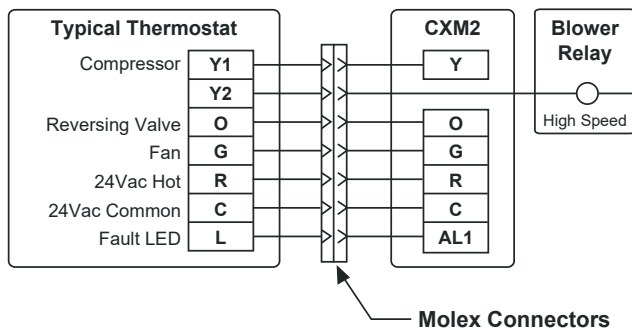 Typical Thermostat
CXM2
Blower
Relay
Compressor Y1 Y
Y2
High Speed
Reversing Valve O O
Fan G G
24Vac Hot R R
24Vac Common C C
Fault LED L AL1
Molex Connectors